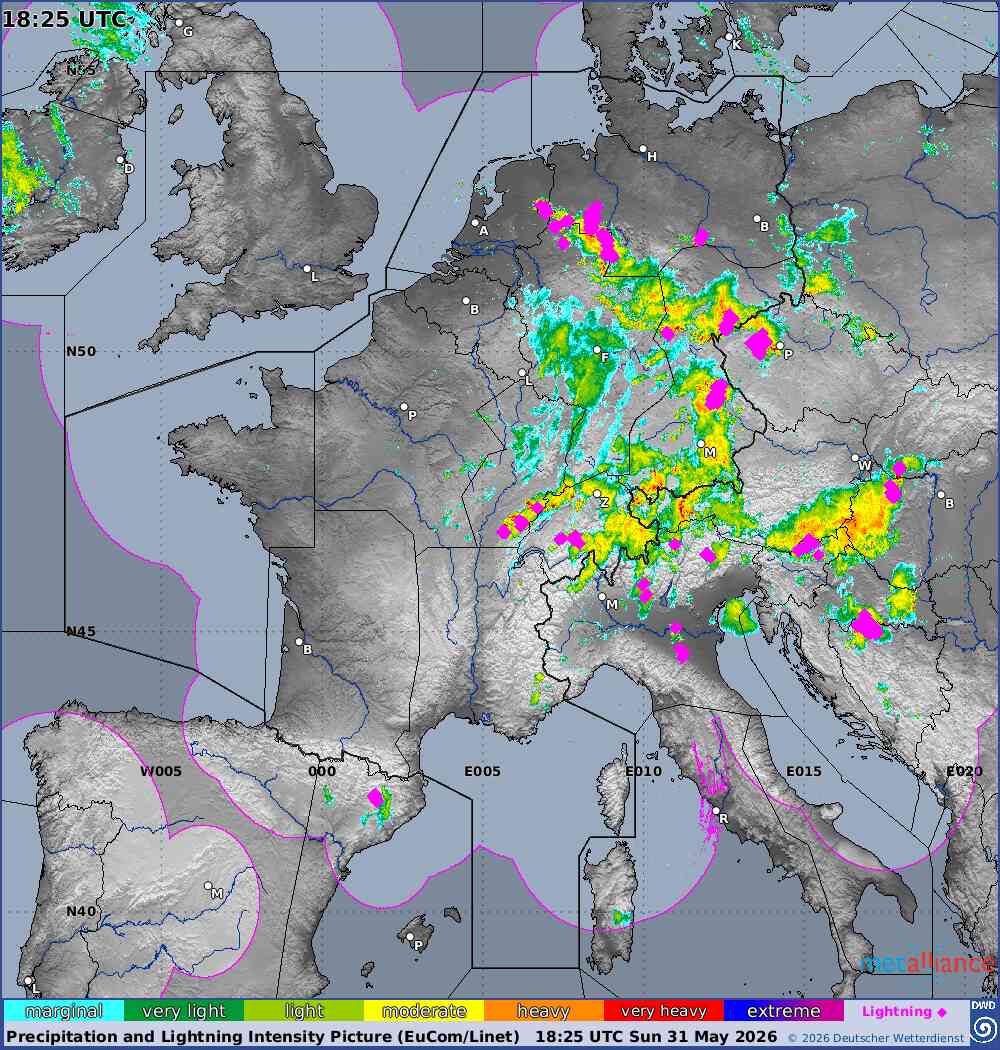 18:25 UTC
G
K
N55
D
H
A
B
L
B
N50
F
P
L
P
M
W
Z
B
M
N45
B
W005
000
E005
E010
E015
E020
R
M
N40
P
metalliance
L
marginal very light light moderate heavy very heavy extreme Lightning
DWD
Precipitation and Lightning Intensity Picture (EuCom/Linet) 18:25 UTC Sun 31 May 2026 © 2026 Deutscher Wetterdienst